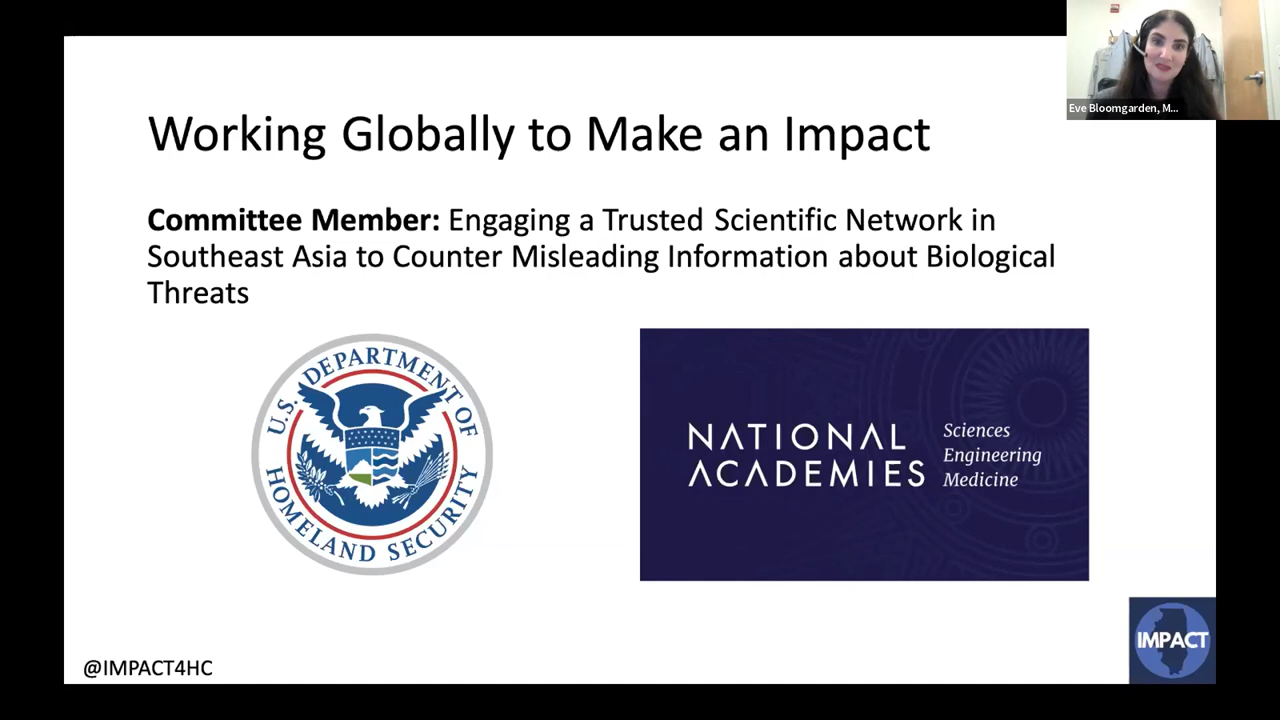 Eve Bloomgarden, M...
Working Globally to Make an Impact
Committee Member: Engaging a Trusted Scientific Network in
Southeast Asia to Counter Misleading Information about Biological
Threats
U.S. DEPARTMENT OF
HOMELAND SECURITY
NATIONAL
ACADEMIES
Sciences
Engineering
Medicine
IMPACT
@IMPACT4HC